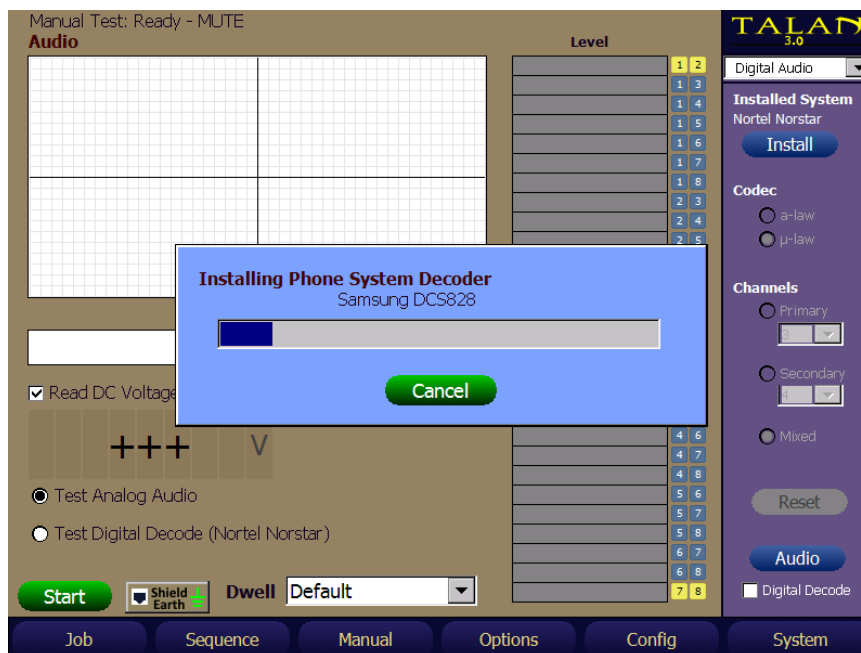 Manual Test: Ready - MUTE
Audio
Level
TALAN
3.0
Digital Audio
Installed System
Nortel Norstar
Install
Codec
a-law
µ-law
Channels
Primary
3
Secondary
4
Mixed
Reset
Audio
Digital Decode
1 2
1 3
1 4
1 5
1 6
1 7
1 8
2 3
2 4
2 5
Installing Phone System Decoder
Samsung DCS828
Cancel
Read DC Voltage
+++ V
4 6
4 7
4 8
5 6
5 7
5 8
6 7
6 8
7 8
Test Analog Audio
Test Digital Decode (Nortel Norstar)
Start
Shield
Earth
Dwell Default
Job Sequence Manual Options Config System